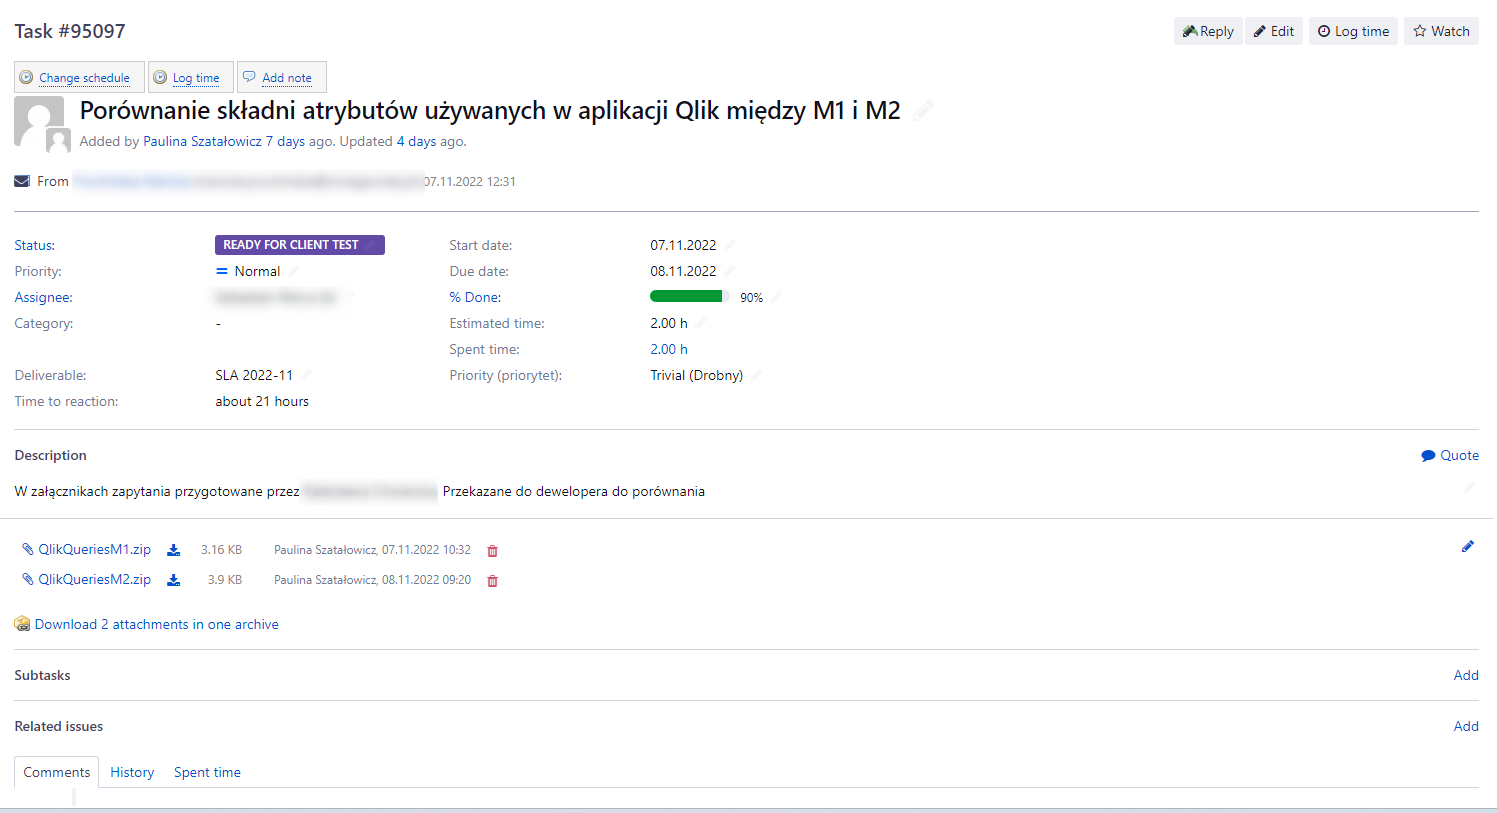 Task #95097
Reply Edit Log time Watch
Change schedule Log time Add note
Porównanie składni atrybutów używanych w aplikacji Qlik między M1 i M2
Added by Paulina Szatałowicz 7 days ago. Updated 4 days ago.
From 07.11.2022 12:31
Status: READY FOR CLIENT TEST Start date: 07.11.2022
Priority: Normal Due date: 08.11.2022
Assignee: % Done: 90%
Category: - Estimated time: 2.00 h
Spent time: 2.00 h
Deliverable: SLA 2022-11 Priority (priorytet): Trivial (Drobny)
Time to reaction: about 21 hours
Description Quote
W załącznikach zapytania przygotowane przez Przekazane do dewelopera do porównania
QlikQueriesM1.zip 3.16 KB Paulina Szatałowicz, 07.11.2022 10:32
QlikQueriesM2.zip 3.9 KB Paulina Szatałowicz, 08.11.2022 09:20
Download 2 attachments in one archive
Subtasks Add
Related issues Add
Comments History Spent time